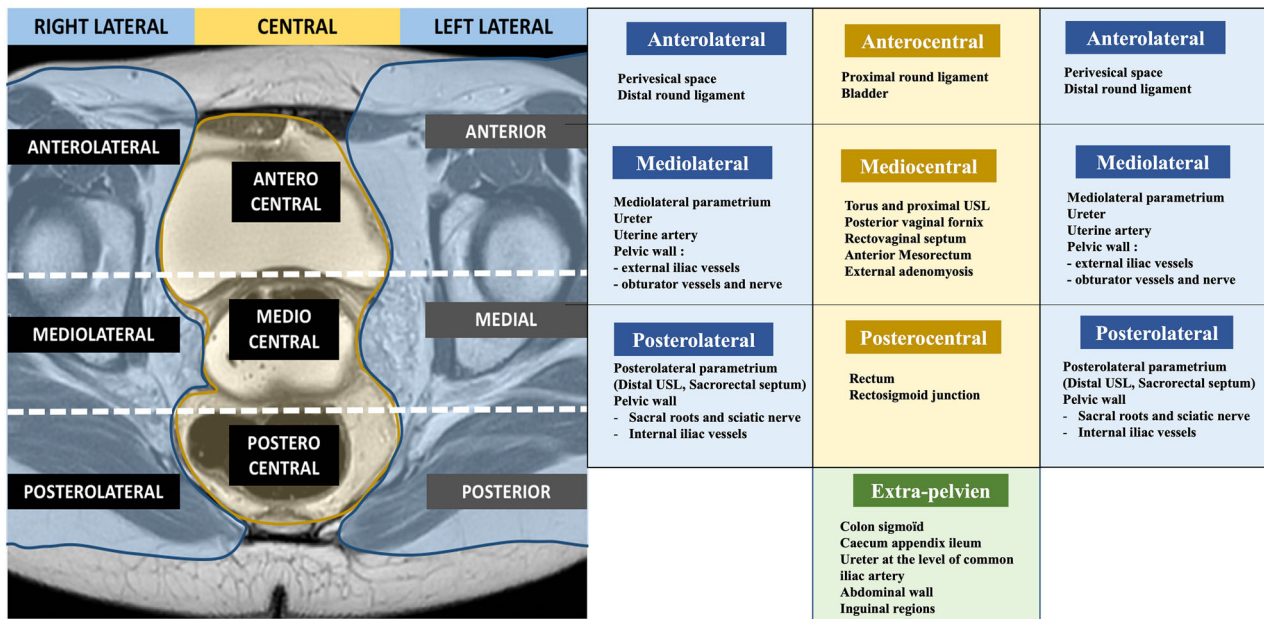 RIGHT LATERAL
CENTRAL
LEFT LATERAL
ANTEROLATERAL
ANTERO
CENTRAL
ANTERIOR
MEDIOLATERAL
MEDIO
CENTRAL
MEDIAL
POSTEROLATERAL
POSTERO
CENTRAL
POSTERIOR
Anterolateral
Perivesical space
Distal round ligament
Anterocentral
Proximal round ligament
Bladder
Anterolateral
Perivesical space
Distal round ligament
Mediolateral
Mediolateral parametrium
Ureter
Uterine artery
Pelvic wall :
- external iliac vessels
- obturator vessels and nerve
Mediocentral
Torus and proximal USL
Posterior vaginal fornix
Rectovaginal septum
Anterior Mesorectum
External adenomyosis
Mediolateral
Mediolateral parametrium
Ureter
Uterine artery
Pelvic wall :
- external iliac vessels
- obturator vessels and nerve
Posterolateral
Posterolateral parametrium
(Distal USL, Sacrorectal septum)
Pelvic wall
- Sacral roots and sciatic nerve
- Internal iliac vessels
Posterocentral
Rectum
Rectosigmoid junction
Posterolateral
Posterolateral parametrium
(Distal USL, Sacrorectal septum)
Pelvic wall
- Sacral roots and sciatic nerve
- Internal iliac vessels
Extra-pelvien
Colon sigmoïd
Caecum appendix ileum
Ureter at the level of common
iliac artery
Abdominal wall
Inguinal regions